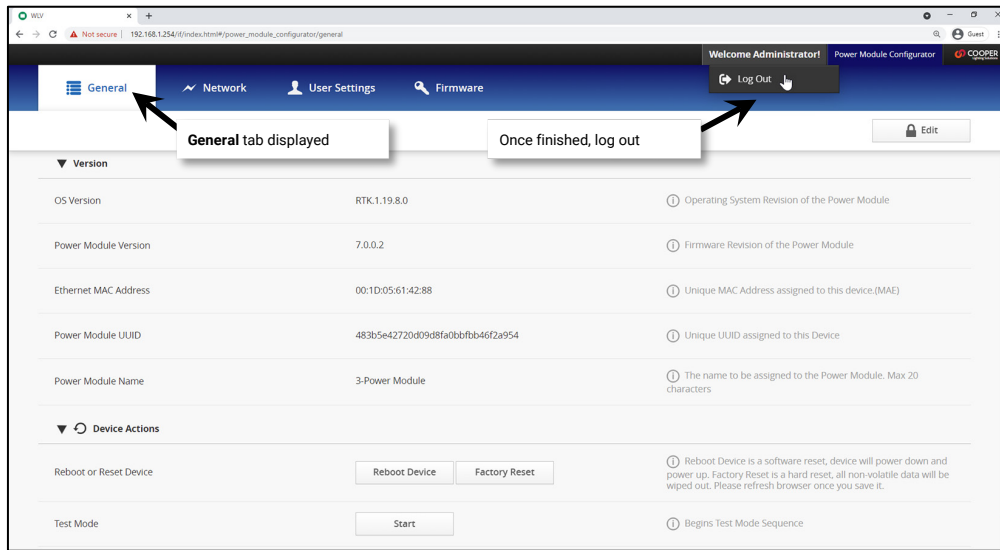 WLV
Not secure | 192.168.1.254/if/index.html#/power_module_configurator/general
Guest
Welcome Administrator!
Power Module Configurator
COOPER
Lighting Solutions
General
Network
User Settings
Firmware
Log Out
General tab displayed
Once finished, log out
Edit
Version
OS Version
RTK.1.19.8.0
Operating System Revision of the Power Module
Power Module Version
7.0.0.2
Firmware Revision of the Power Module
Ethernet MAC Address
00:1D:05:61:42:88
Unique MAC Address assigned to this device.(MAE)
Power Module UUID
483b5e42720d09d8fa0bbfbb46f2a954
Unique UUID assigned to this Device
Power Module Name
3-Power Module
The name to be assigned to the Power Module. Max 20
characters
Device Actions
Reboot or Reset Device
Reboot Device
Factory Reset
Reboot Device is a software reset, device will power down and
power up. Factory Reset is a hard reset, all non-volatile data will be
wiped out. Please refresh browser once you save it.
Test Mode
Start
Begins Test Mode Sequence